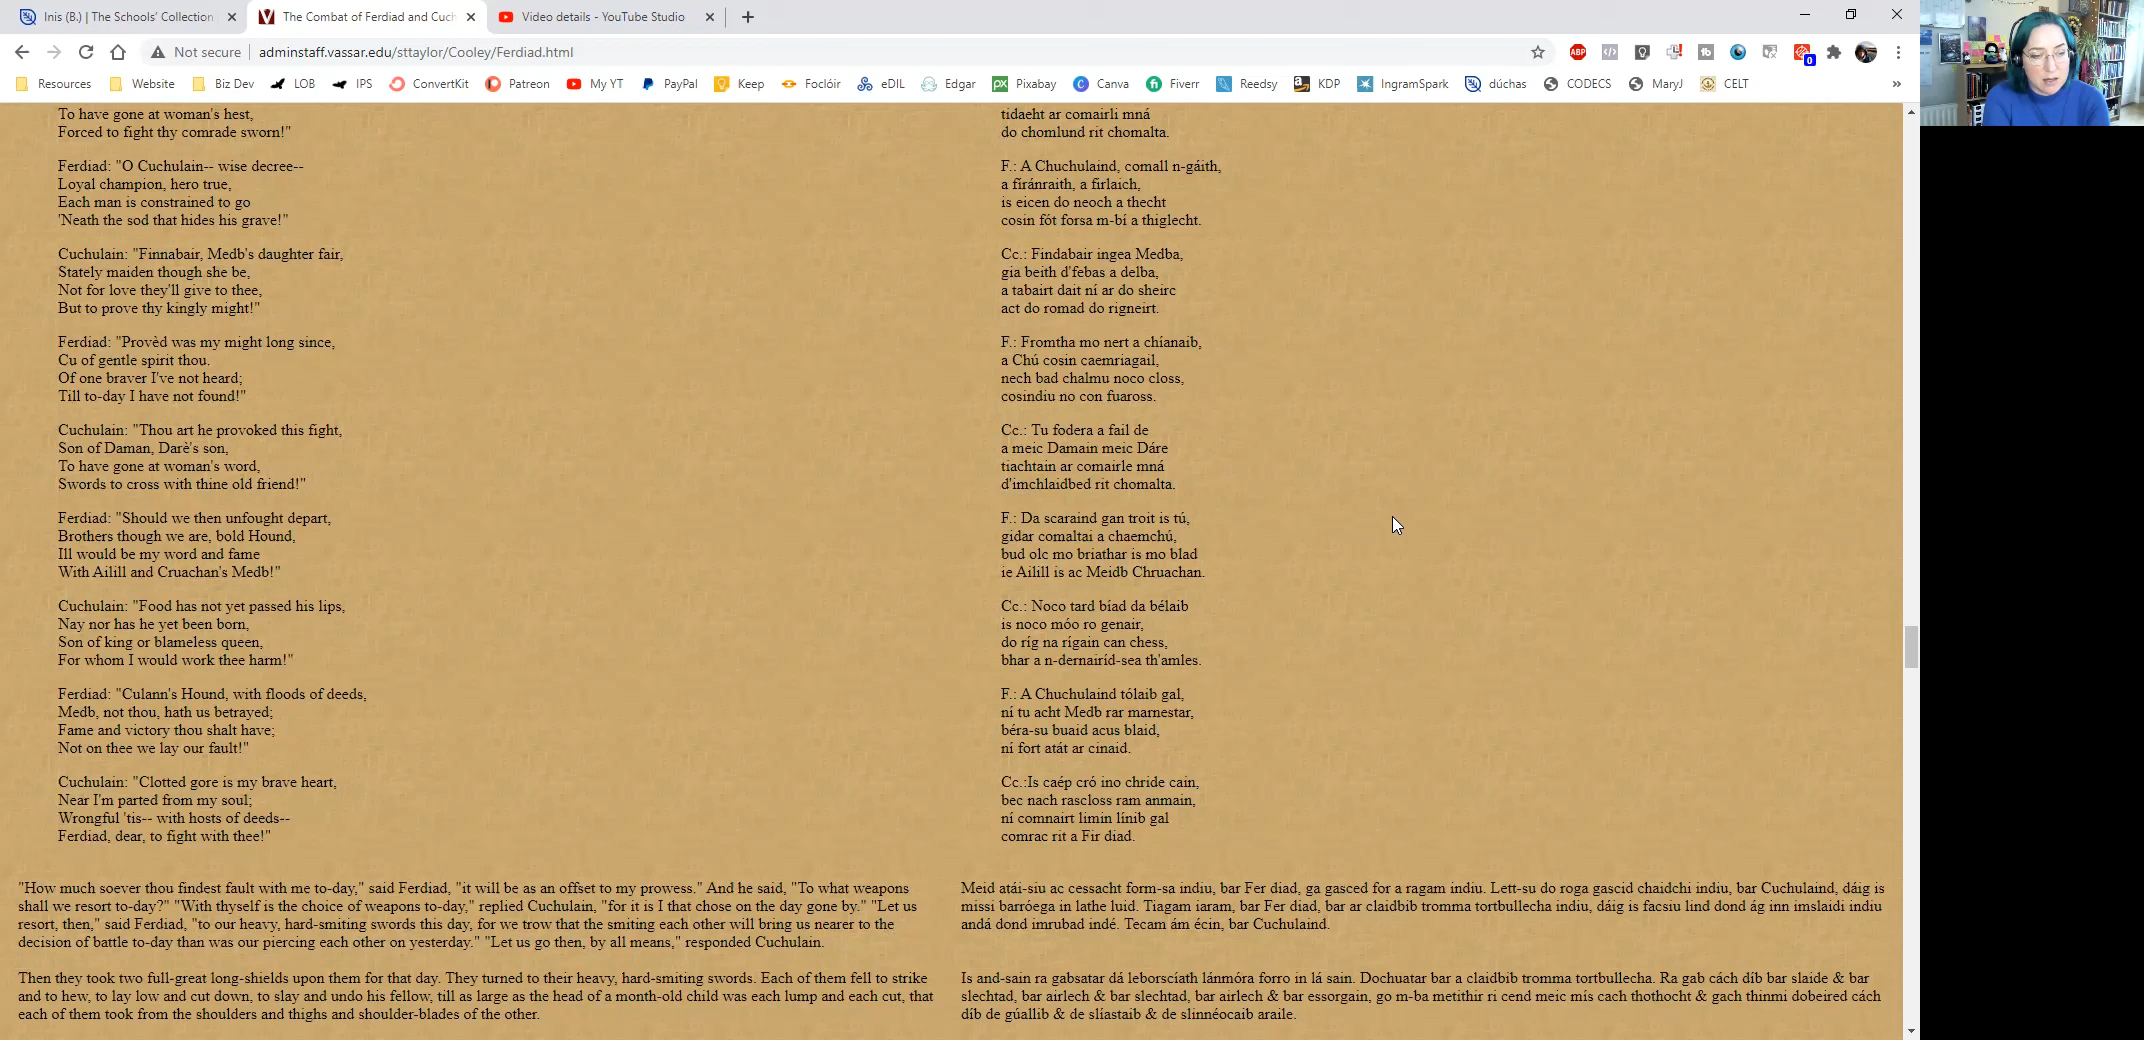 Inis (B.) | The Schools' Collection
The Combat of Ferdiad and Cuch
Video details - YouTube Studio
Not secure
adminstaff.vassar.edu/sttaylor/Cooley/Ferdiad.html
ABP
0
Resources
Website
Biz Dev
LOB
IPS
ConvertKit
Patreon
My YT
PayPal
Keep
Foclóir
eDIL
Edgar
Pixabay
Canva
Fiverr
Reedsy
KDP
IngramSpark
dúchas
CODECS
MaryJ
CELT
To have gone at woman's hest,
Forced to fight thy comrade sworn!"
Ferdiad: "O Cuchulain-- wise decree--
Loyal champion, hero true,
Each man is constrained to go
'Neath the sod that hides his grave!"
Cuchulain: "Finnabair, Medb's daughter fair,
Stately maiden though she be,
Not for love they'll give to thee,
But to prove thy kingly might!"
Ferdiad: "Provèd was my might long since,
Cu of gentle spirit thou.
Of one braver I've not heard;
Till to-day I have not found!"
Cuchulain: "Thou art he provoked this fight,
Son of Daman, Darè's son,
To have gone at woman's word,
Swords to cross with thine old friend!"
Ferdiad: "Should we then unfought depart,
Brothers though we are, bold Hound,
Ill would be my word and fame
With Ailill and Cruachan's Medb!"
Cuchulain: "Food has not yet passed his lips,
Nay nor has he yet been born,
Son of king or blameless queen,
For whom I would work thee harm!"
Ferdiad: "Culann's Hound, with floods of deeds,
Medb, not thou, hath us betrayed;
Fame and victory thou shalt have;
Not on thee we lay our fault!"
Cuchulain: "Clotted gore is my brave heart,
Near I'm parted from my soul;
Wrongful 'tis-- with hosts of deeds--
Ferdiad, dear, to fight with thee!"
"How much soever thou findest fault with me to-day," said Ferdiad, "it will be as an offset to my prowess." And he said, "To what weapons
shall we resort to-day?" "With thyself is the choice of weapons to-day," replied Cuchulain, "for it is I that chose on the day gone by." "Let us
resort, then," said Ferdiad, "to our heavy, hard-smiting swords this day, for we trow that the smiting each other will bring us nearer to the
decision of battle to-day than was our piercing each other on yesterday." "Let us go then, by all means," responded Cuchulain.
Then they took two full-great long-shields upon them for that day. They turned to their heavy, hard-smiting swords. Each of them fell to strike
and to hew, to lay low and cut down, to slay and undo his fellow, till as large as the head of a month-old child was each lump and each cut, that
each of them took from the shoulders and thighs and shoulder-blades of the other.
tidaeht ar comairli mná
do chomlund rit chomalta.
F.: A Chuchulaind, comall n-gáith,
a fíránraith, a fírlaich,
is eicen do neoch a thecht
cosin fót forsa m-bí a thiglecht.
Cc.: Findabair ingea Medba,
gia beith d'febas a delba,
a tabairt dait ní ar do sheirc
act do romad do rigneirt.
F.: Fromtha mo nert a chíanaib,
a Chú cosin caemriagail,
nech bad chalmu noco closs,
cosindiu no con fuaross.
Cc.: Tu fodera a fail de
a meic Damain meic Dáre
tiachtain ar comairle mná
d'imchlaidbed rit chomalta.
F.: Da scaraind gan troit is tú,
gidar comaltai a chaemchú,
bud olc mo briathar is mo blad
ie Ailill is ac Meidb Chruachan.
Cc.: Noco tard bíad da bélaib
is noco móo ro genair,
do ríg na rígain can chess,
bhar a n-dernairíd-sea th'amles.
F.: A Chuchulaind tólaib gal,
ní tu acht Medb rar marnestar,
béra-su buaid acus blaid,
ní fort atát ar cinaid.
Cc.:Is caép cró ino chride cain,
bec nach rascloss ram anmain,
ní comnairt limin línib gal
comrac rit a Fir diad.
Meid atái-siu ac cessacht form-sa indiu, bar Fer diad, ga gasced for a ragam indiu. Lett-su do roga gascid chaidchi indiu, bar Cuchulaind, dáig is
missi barróega in lathe luid. Tiagam iaram, bar Fer diad, bar ar claidbib tromma tortbullecha indiu, dáig is facsiu lind dond ág inn imslaidi indiu
andá dond imrubad indé. Tecam ám écin, bar Cuchulaind.
Is and-sain ra gabsatar dá leborscíath lánmóra forro in lá sain. Dochuatar bar a claidbib tromma tortbullecha. Ra gab cách díb bar slaide & bar
slechtad, bar airlech & bar slechtad, bar airlech & bar essorgain, go m-ba metithir ri cend meic mís cach thothocht & gach thinmi dobeired cách
díb de gúallib & de slíastaib & de slinnéocaib araile.